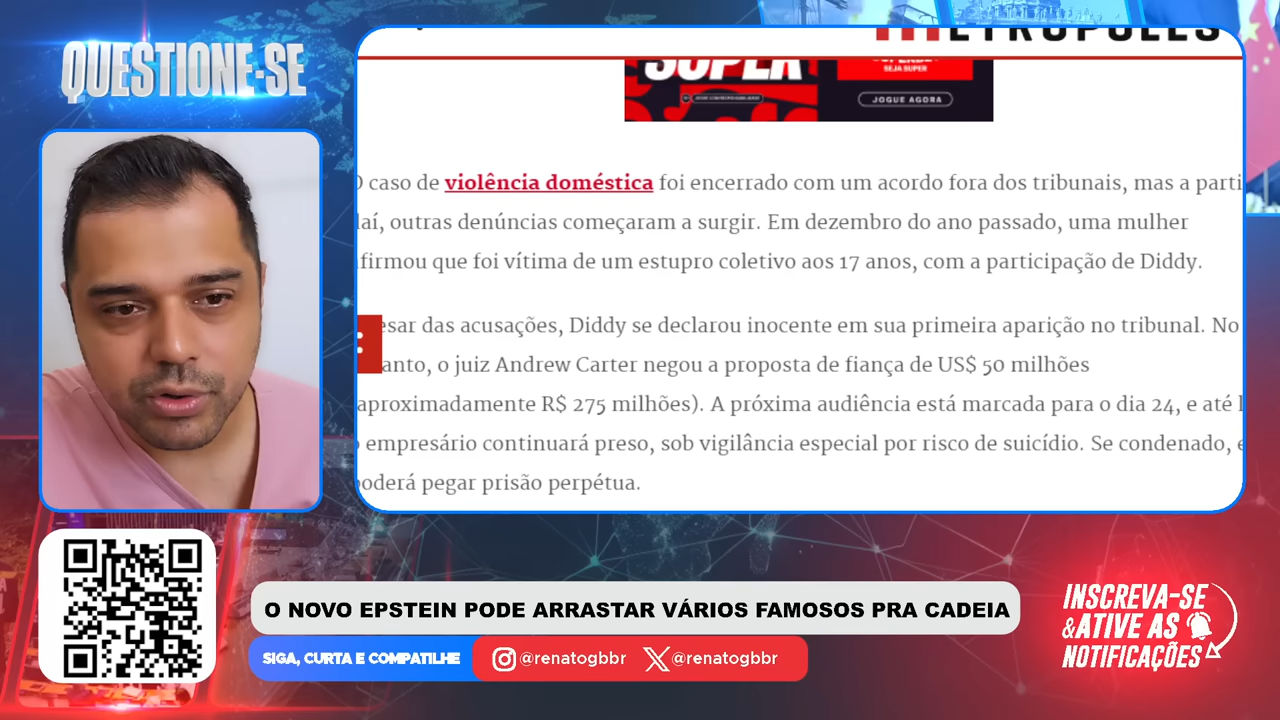 QUESTIONE-SE
METRÓPOLES
SUPER
SEJA SUPER
JOGUE AGORA
O caso de violência doméstica foi encerrado com um acordo fora dos tribunais, mas a parti
daí, outras denúncias começaram a surgir. Em dezembro do ano passado, uma mulher
afirmou que foi vítima de um estupro coletivo aos 17 anos, com a participação de Diddy.
esar das acusações, Diddy se declarou inocente em sua primeira aparição no tribunal. No
anto, o juiz Andrew Carter negou a proposta de fiança de US$ 50 milhões
aproximadamente R$ 275 milhões). A próxima audiência está marcada para o dia 24, e até l
o empresário continuará preso, sob vigilância especial por risco de suicídio. Se condenado, e
poderá pegar prisão perpétua.
O NOVO EPSTEIN PODE ARRASTAR VÁRIOS FAMOSOS PRA CADEIA
SIGA, CURTA E COMPATILHE @renatogbbr @renatogbbr
INSCREVA-SE
&ATIVE AS
NOTIFICAÇÕES